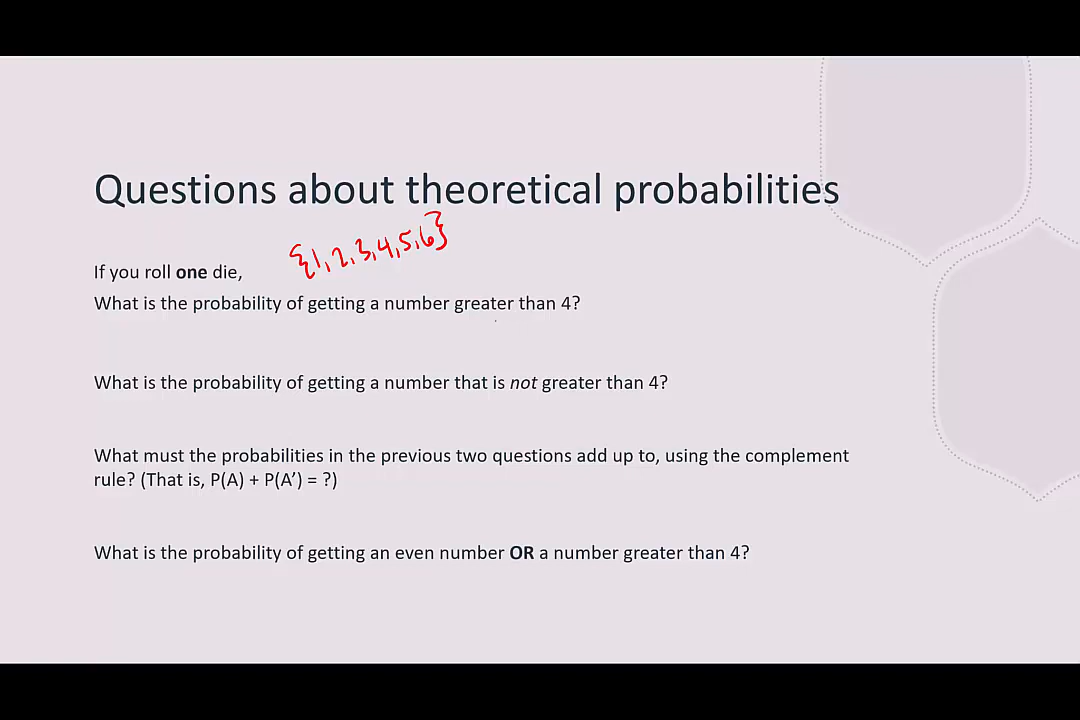 Questions about theoretical probabilities
{1,2,3,4,5,6}
If you roll one die,
What is the probability of getting a number greater than 4?
What is the probability of getting a number that is not greater than 4?
What must the probabilities in the previous two questions add up to, using the complement
rule? (That is, P(A) + P(A’) = ?)
What is the probability of getting an even number OR a number greater than 4?